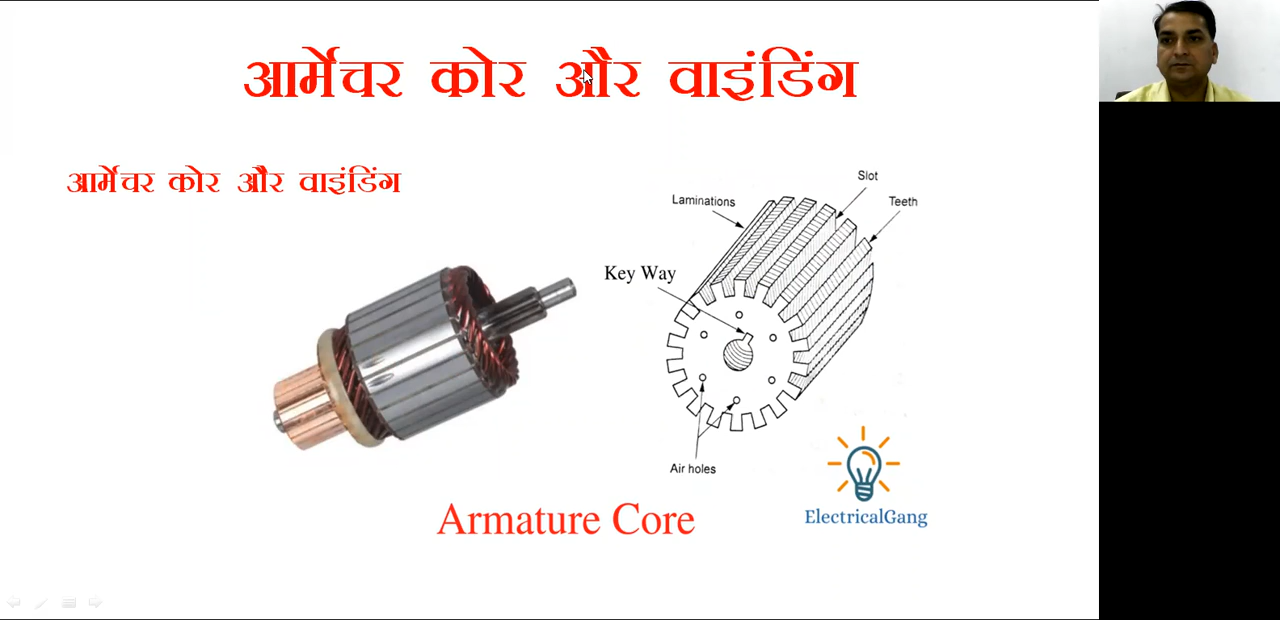 आर्मेचर कोर और वाइंडिंग
आर्मेचर कोर और वाइंडिंग
Slot
Laminations
Teeth
Key Way
Air holes
ElectricalGang
Armature Core